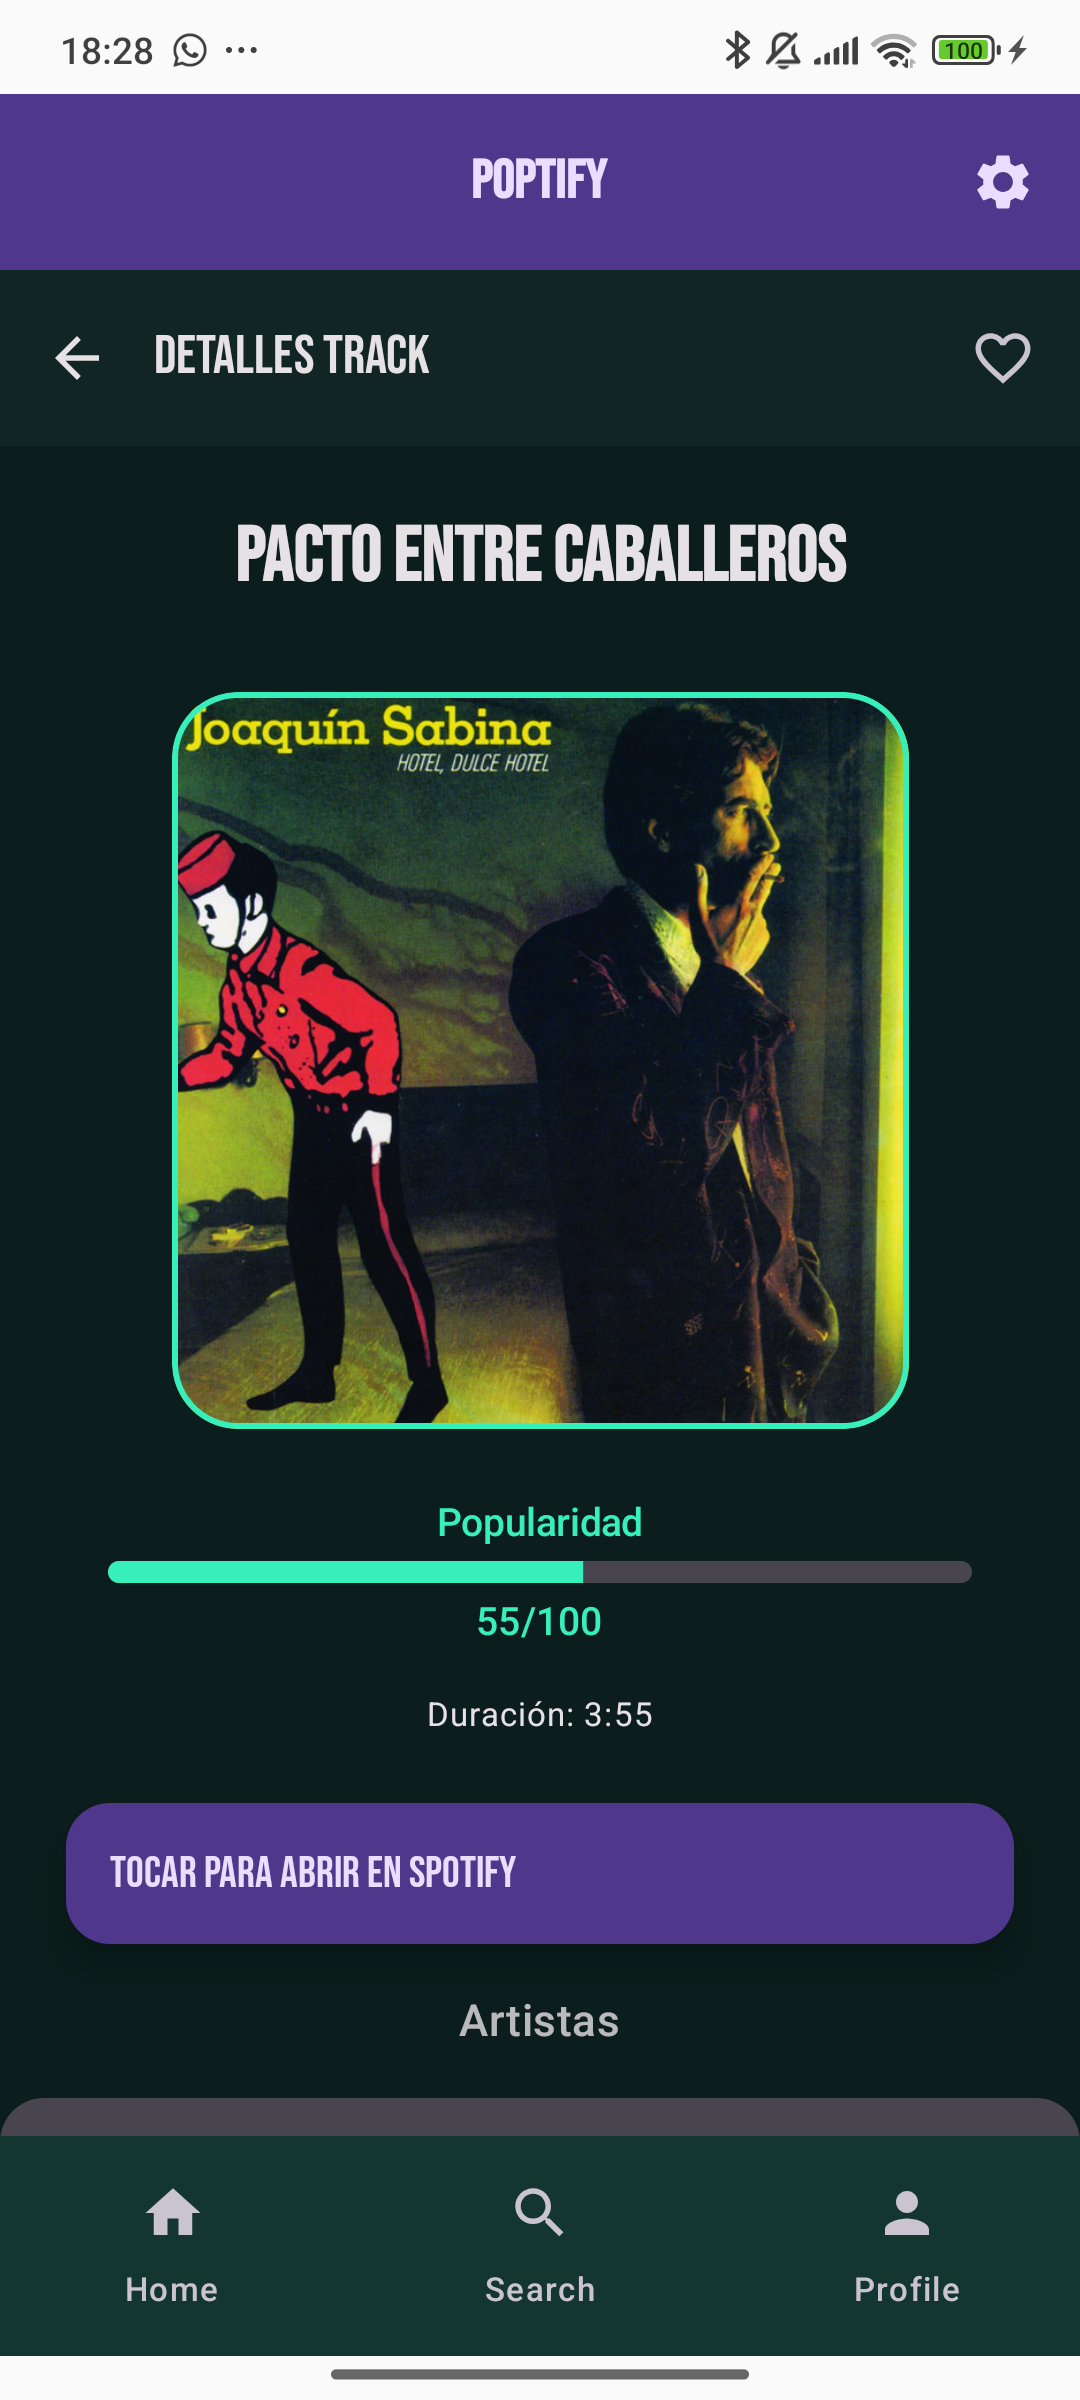 18:28
100
POPTIFY
DETALLES TRACK
PACTO ENTRE CABALLEROS
Joaquín Sabina
HOTEL, DULCE HOTEL
Popularidad
55/100
Duración: 3:55
TOCAR PARA ABRIR EN SPOTIFY
Artistas
Home
Search
Profile